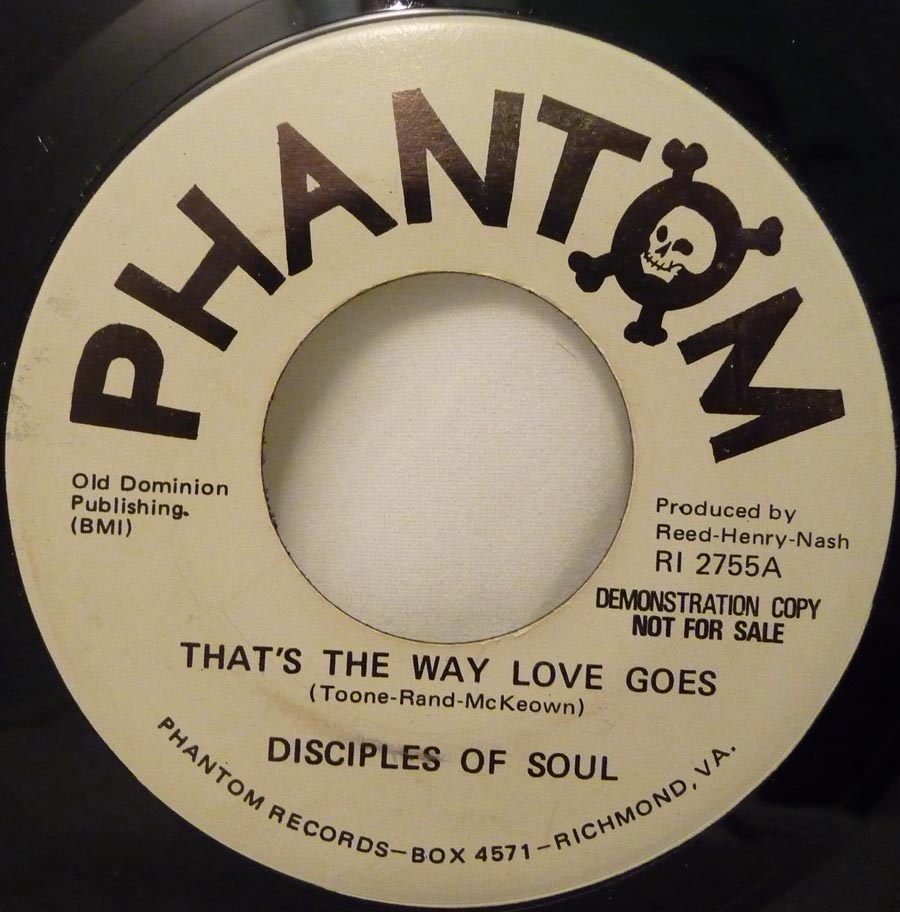 PHANTOM
Old Dominion
Publishing.
(BMI)
Produced by
Reed-Henry-Nash
RI 2755A
DEMONSTRATION COPY
NOT FOR SALE
THAT'S THE WAY LOVE GOES
(Toone-Rand-McKeown)
DISCIPLES OF SOUL
PHANTOM RECORDS—BOX 4571—RICHMOND, VA.